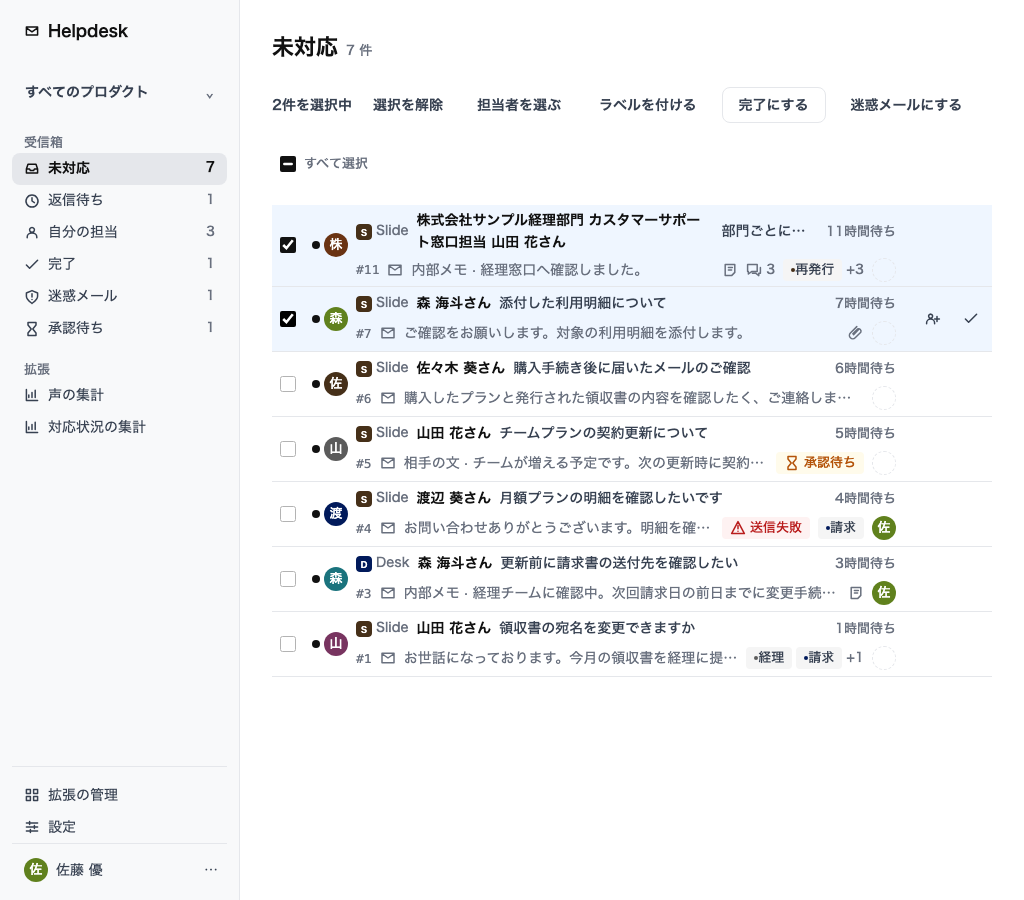 Helpdesk
すべてのプロダクト
受信箱
未対応 7
返信待ち 1
自分の担当 3
完了 1
迷惑メール 1
承認待ち 1
拡張
声の集計
対応状況の集計
拡張の管理
設定
佐 佐藤 優 …
未対応 7 件
2件を選択中 選択を解除 担当者を選ぶ ラベルを付ける 完了にする 迷惑メールにする
すべて選択
株 S Slide 株式会社サンプル経理部門 カスタマーサポー
ト窓口担当 山田 花さん 部門ごとに… 11時間待ち
#11 内部メモ · 経理窓口へ確認しました。 3 •再発行 +3
森 S Slide 森 海斗さん 添付した利用明細について 7時間待ち
#7 ご確認をお願いします。対象の利用明細を添付します。
佐 S Slide 佐々木 葵さん 購入手続き後に届いたメールのご確認 6時間待ち
#6 購入したプランと発行された領収書の内容を確認したく、ご連絡しま…
山 S Slide 山田 花さん チームプランの契約更新について 5時間待ち
#5 相手の文 · チームが増える予定です。次の更新時に契約… 承認待ち
渡 S Slide 渡辺 葵さん 月額プランの明細を確認したいです 4時間待ち
#4 お問い合わせありがとうございます。明細を確… 送信失敗 •請求 佐
森 D Desk 森 海斗さん 更新前に請求書の送付先を確認したい 3時間待ち
#3 内部メモ · 経理チームに確認中。次回請求日の前日までに変更手続… 佐
山 S Slide 山田 花さん 領収書の宛名を変更できますか 1時間待ち
#1 お世話になっております。今月の領収書を経理に提… •経理 •請求 +1